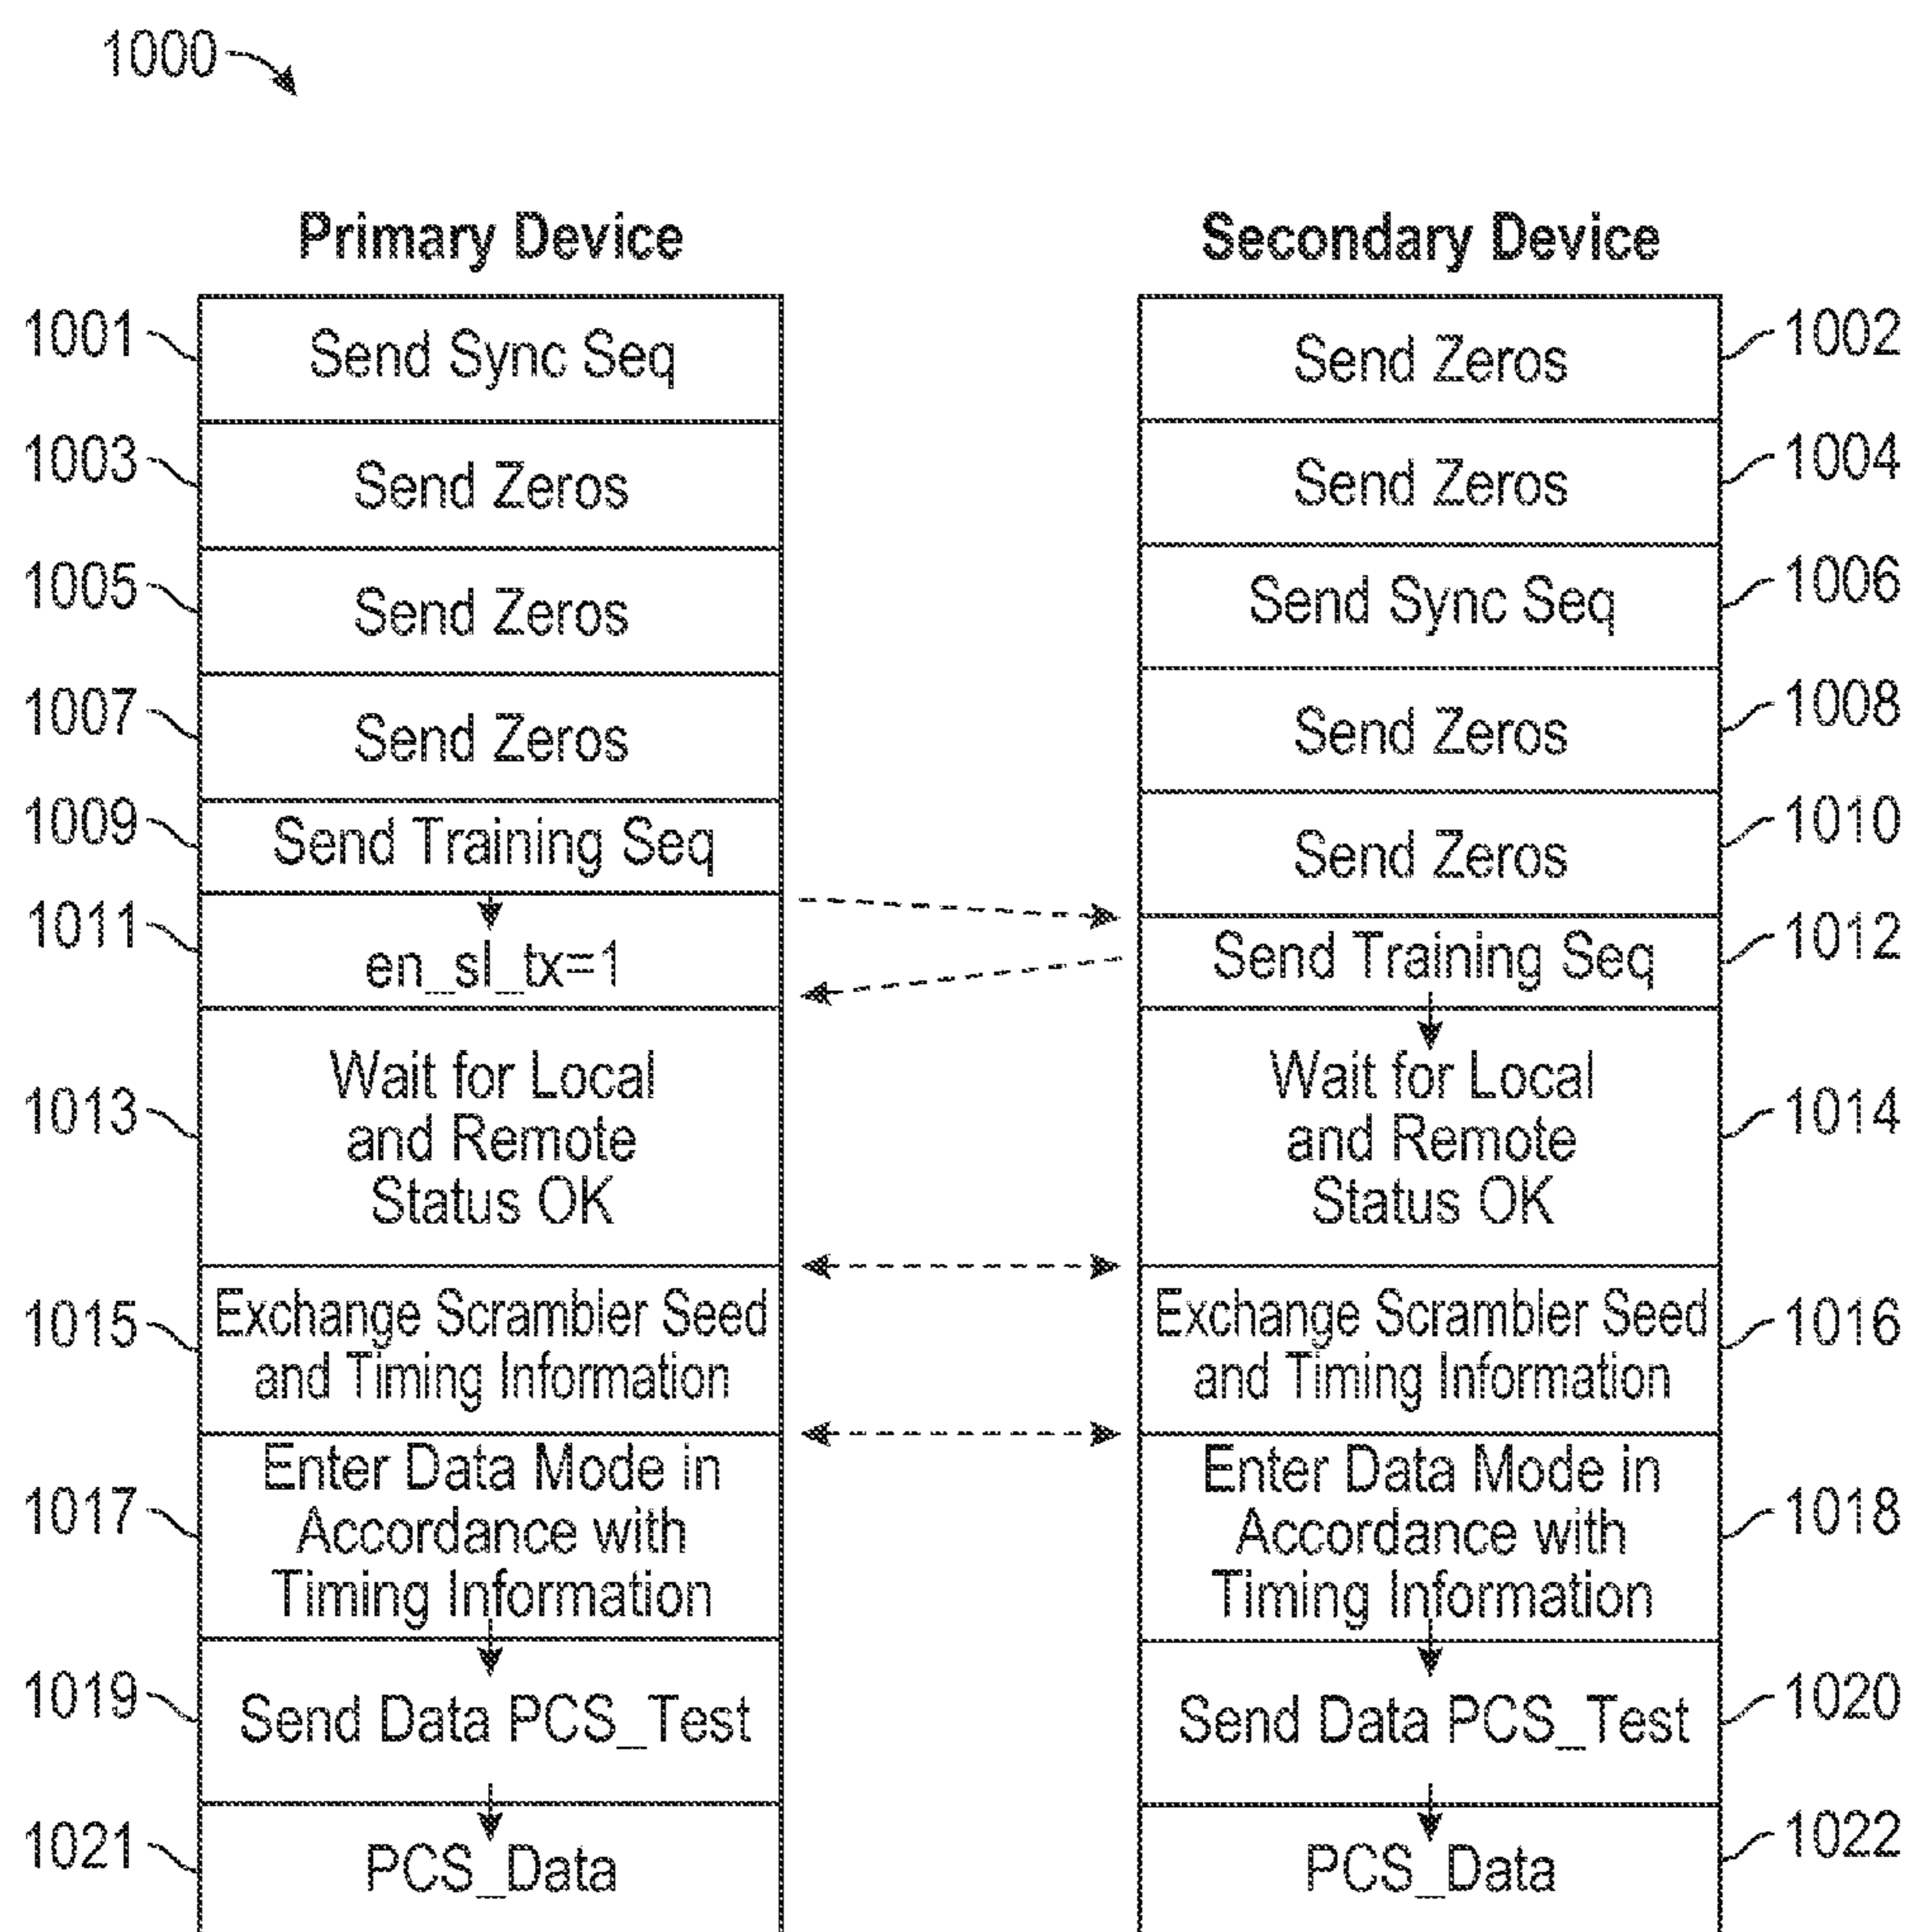 1000
Primary Device
Secondary Device
1001
Send Sync Seq
Send Zeros
1002
1003
Send Zeros
Send Zeros
1004
1005
Send Zeros
Send Sync Seq
1006
1007
Send Zeros
Send Zeros
1008
1009
Send Training Seq
Send Zeros
1010
1011
en_sl_tx=1
Send Training Seq
1012
1013
Wait for Local
and Remote
Status OK
Wait for Local
and Remote
Status OK
1014
1015
Exchange Scrambler Seed
and Timing Information
Exchange Scrambler Seed
and Timing Information
1016
1017
Enter Data Mode in
Accordance with
Timing Information
Enter Data Mode in
Accordance with
Timing Information
1018
1019
Send Data PCS_Test
Send Data PCS_Test
1020
1021
PCS_Data
PCS_Data
1022